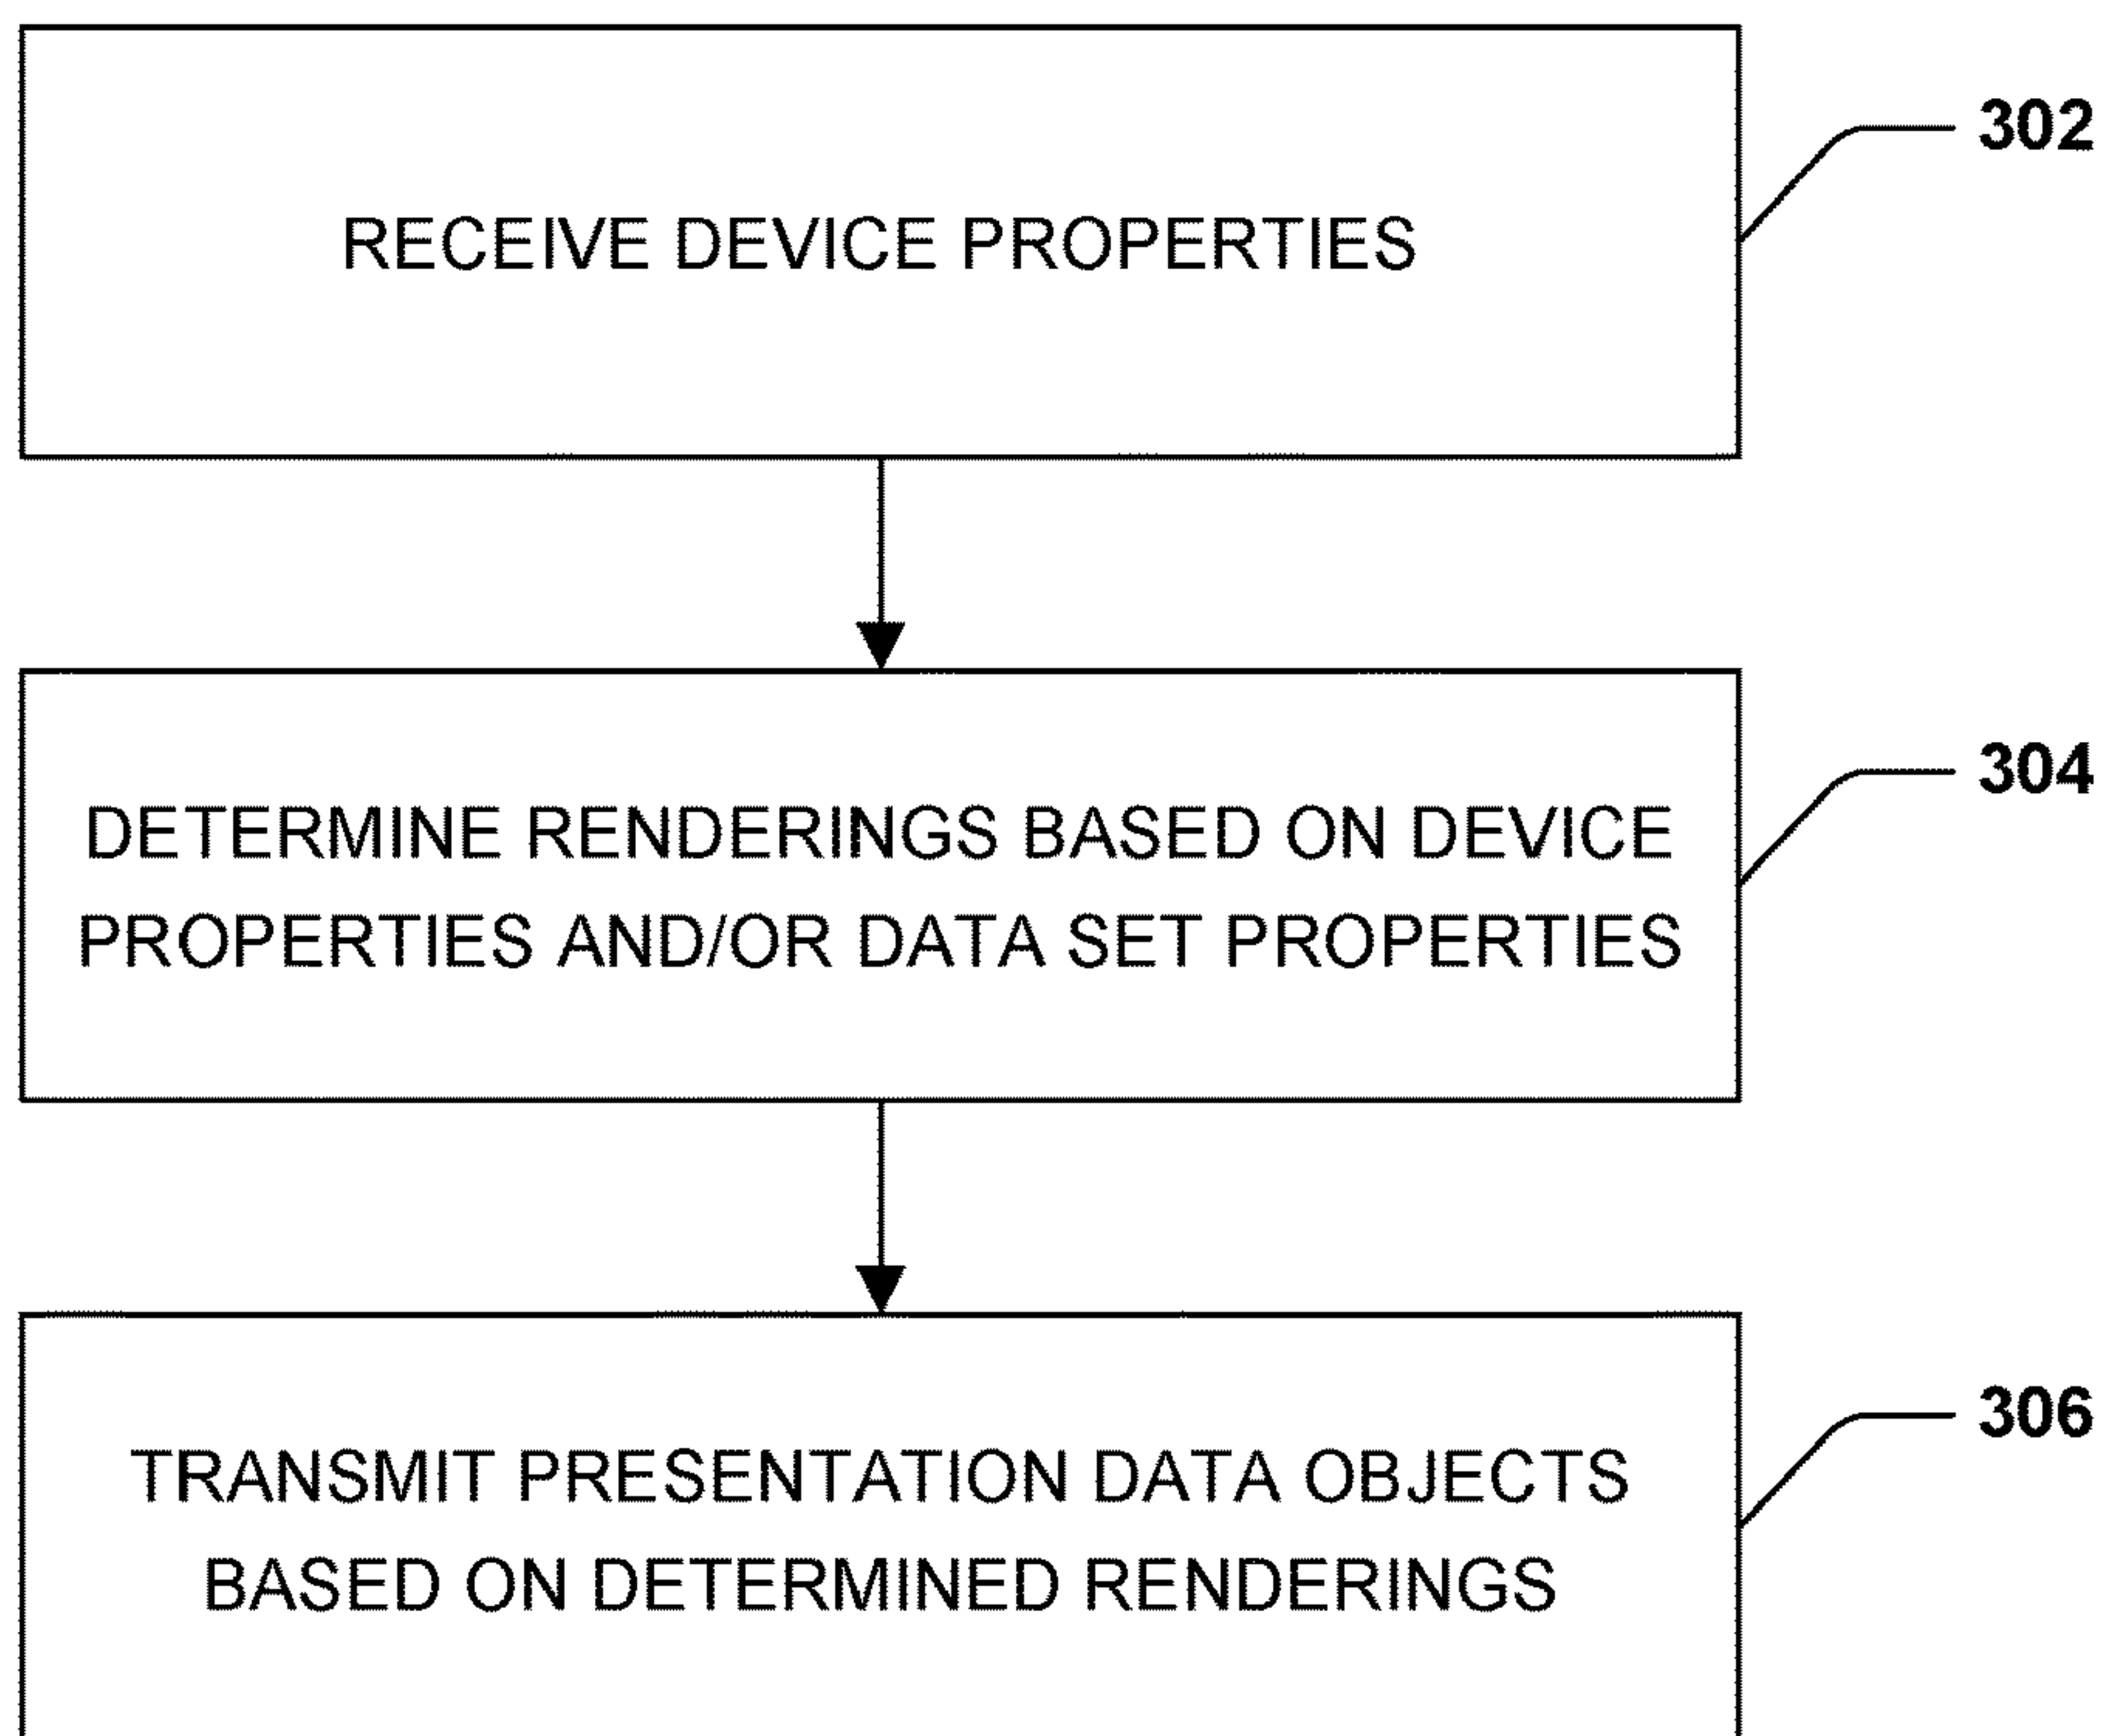 302
RECEIVE DEVICE PROPERTIES
304
DETERMINE RENDERINGS BASED ON DEVICE
PROPERTIES AND/OR DATA SET PROPERTIES
306
TRANSMIT PRESENTATION DATA OBJECTS
BASED ON DETERMINED RENDERINGS